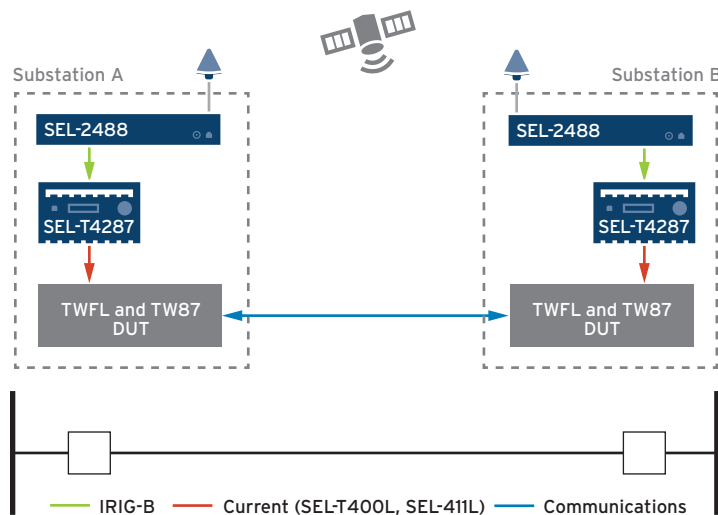 Substation A
Substation B
SEL-2488
SEL-2488
SEL-T4287
SEL-T4287
TWFL and TW87
DUT
TWFL and TW87
DUT
IRIG-B
Current (SEL-T400L, SEL-411L)
Communications